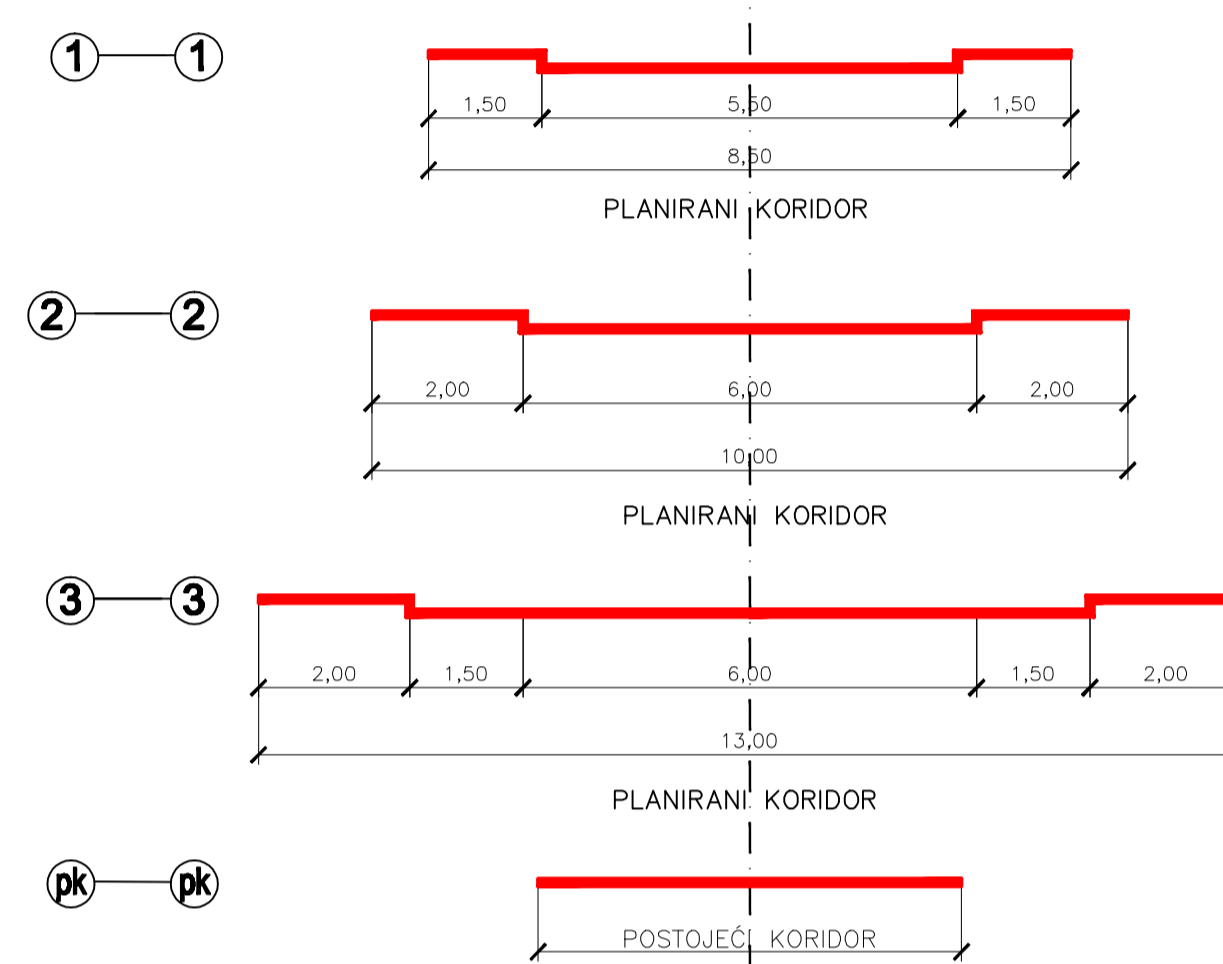 1 1
1,50 5,50 1,50
8,50
PLANIRANI KORIDOR
2 2
2,00 6,00 2,00
10,00
PLANIRANI KORIDOR
3 3
2,00 1,50 6,00 1,50 2,00
13,00
PLANIRANI KORIDOR
pk pk
POSTOJEĆI KORIDOR